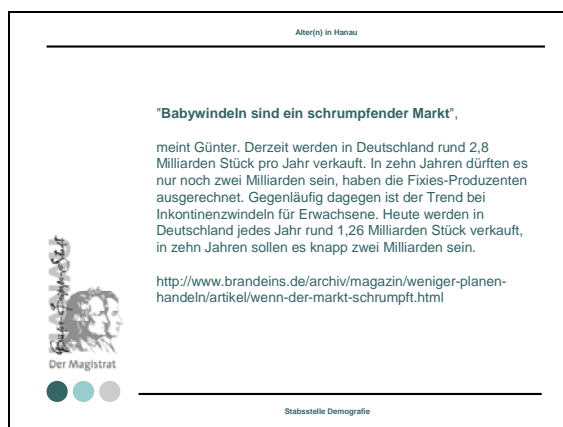 Alter(n) in Hanau
"Babywindeln sind ein schrumpfender Markt",
meint Günter. Derzeit werden in Deutschland rund 2,8
Milliarden Stück pro Jahr verkauft. In zehn Jahren dürften es
nur noch zwei Milliarden sein, haben die Fixies-Produzenten
ausgerechnet. Gegenläufig dagegen ist der Trend bei
Inkontinenzwindeln für Erwachsene. Heute werden in
Deutschland jedes Jahr rund 1,26 Milliarden Stück verkauft,
in zehn Jahren sollen es knapp zwei Milliarden sein.
http://www.brandeins.de/archiv/magazin/weniger-planen-
handeln/artikel/wenn-der-markt-schrumpft.html
HANAU
Der Magistrat
Stabsstelle Demografie